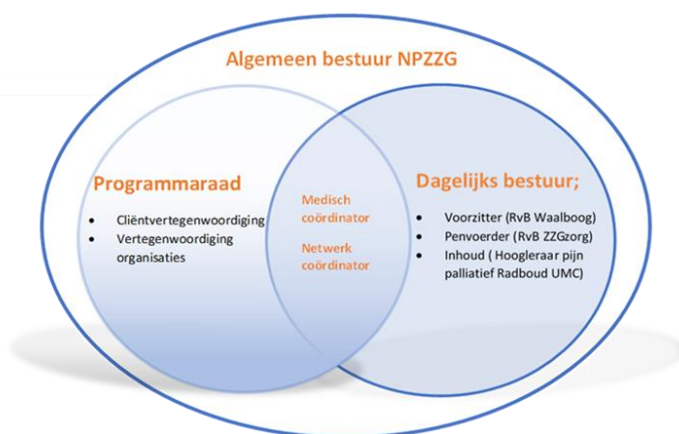 Algemeen bestuur NPZZG
Programmaraad
• Cliëntvertegenwoordiging
• Vertegenwoordiging
organisaties
Medisch
coördinator
Netwerk
coördinator
Dagelijks bestuur;
• Voorzitter (RvB Waalboog)
• Penvoerder (RvB ZZGzorg)
• Inhoud ( Hoogleraar pijn
palliatief Radboud UMC)